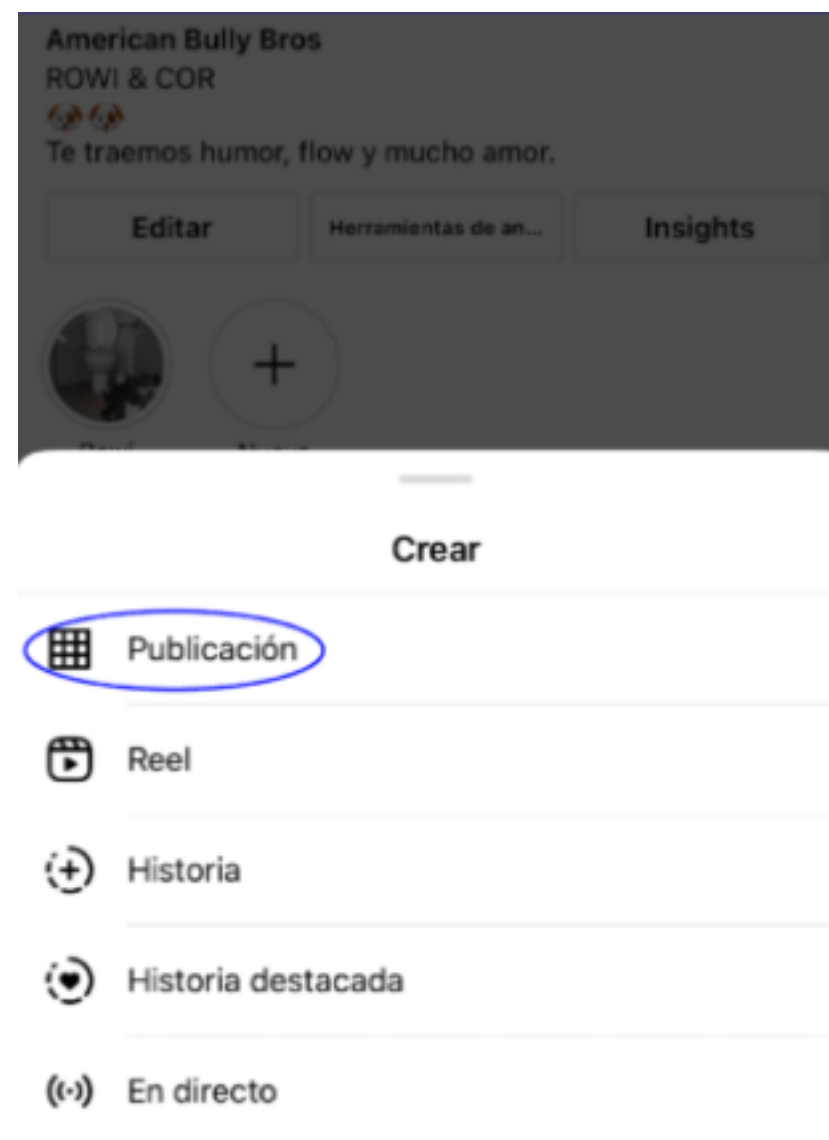 American Bully Bros
ROWI & COR
Te traemos humor, flow y mucho amor.
Editar
Herramientas de an...
Insights
Crear
Publicación
Reel
Historia
Historia destacada
En directo